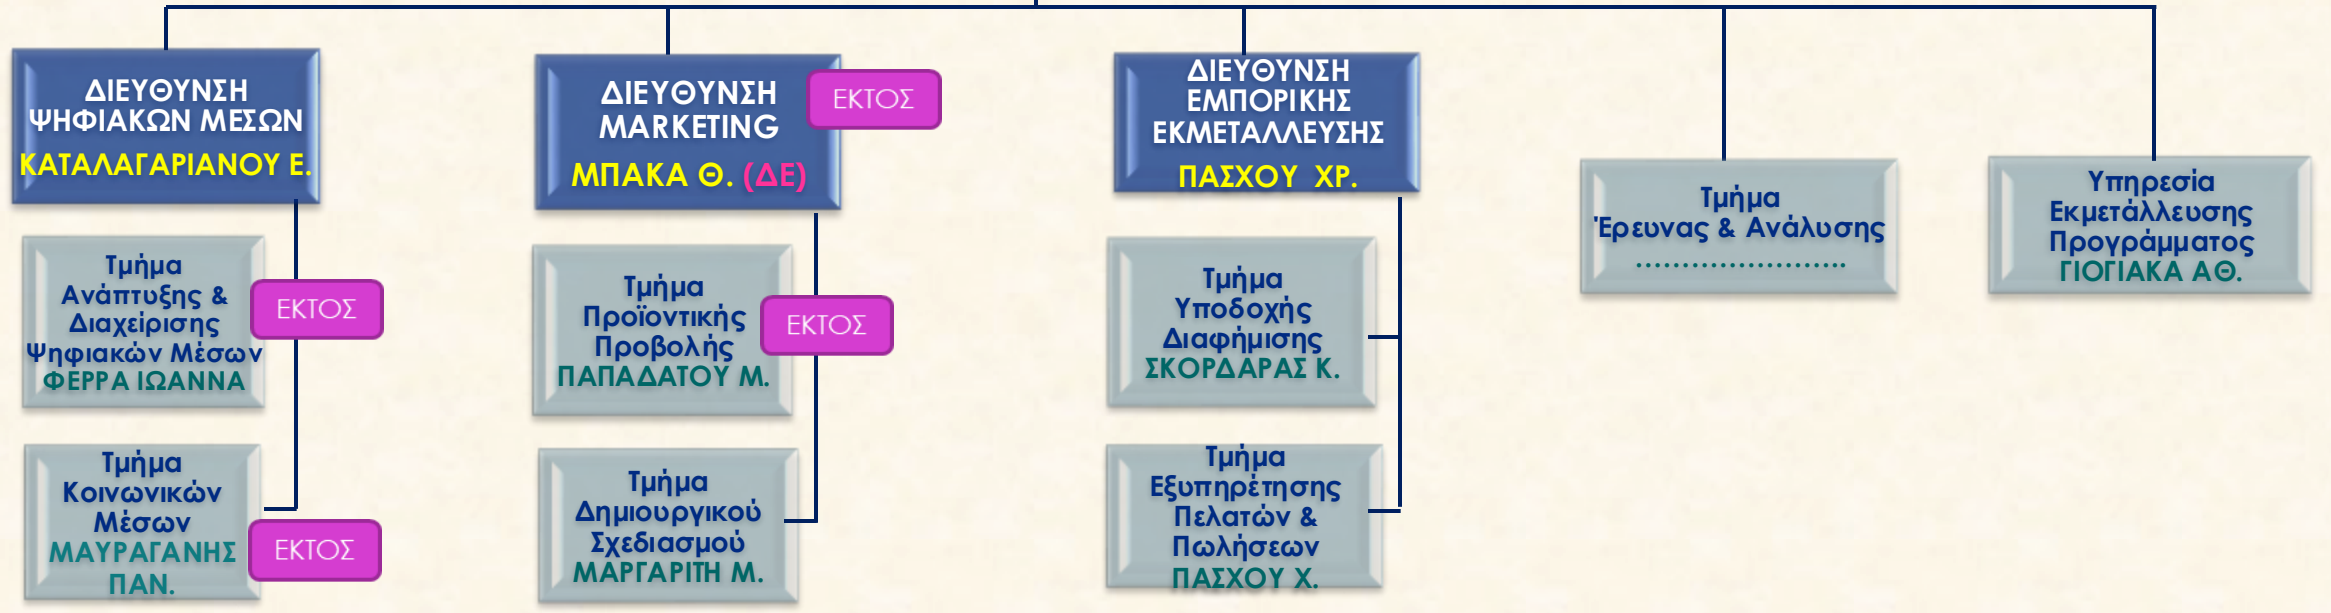 ΔΙΕΥΘΥΝΣΗ
ΨΗΦΙΑΚΩΝ ΜΕΣΩΝ
ΚΑΤΑΛΑΓΑΡΙΑΝΟΥ Ε.
Τμήμα
Ανάπτυξης &
Διαχείρισης
Ψηφιακών Μέσων
ΦΕΡΡΑ ΙΩΑΝΝΑ
ΕΚΤΟΣ
Τμήμα
Κοινωνικών
Μέσων
ΜΑΥΡΑΓΑΝΗΣ
ΠΑΝ.
ΕΚΤΟΣ
ΔΙΕΥΘΥΝΣΗ
MARKETING
ΜΠΑΚΑ Θ. (ΔΕ)
ΕΚΤΟΣ
Τμήμα
Προϊοντικής
Προβολής
ΠΑΠΑΔΑΤΟΥ Μ.
ΕΚΤΟΣ
Τμήμα
Δημιουργικού
Σχεδιασμού
ΜΑΡΓΑΡΙΤΗ Μ.
ΔΙΕΥΘΥΝΣΗ
ΕΜΠΟΡΙΚΗΣ
ΕΚΜΕΤΑΛΛΕΥΣΗΣ
ΠΑΣΧΟΥ ΧΡ.
Τμήμα
Υποδοχής
Διαφήμισης
ΣΚΟΡΔΑΡΑΣ Κ.
Τμήμα
Εξυπηρέτησης
Πελατών &
Πωλήσεων
ΠΑΣΧΟΥ Χ.
Τμήμα
Έρευνας & Ανάλυσης
.......................
Υπηρεσία
Εκμετάλλευσης
Προγράμματος
ΓΙΟΓΙΑΚΑ ΑΘ.